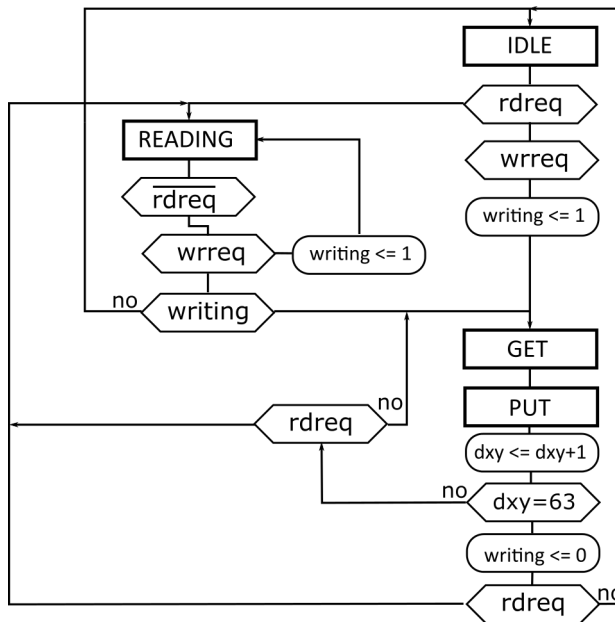 IDLE
rdreq
READING
wrreq
rdreq
writing <= 1
wrreq
writing <= 1
no
writing
GET
no
rdreq
PUT
dxy <= dxy+1
no
dxy=63
writing <= 0
rdreq
no